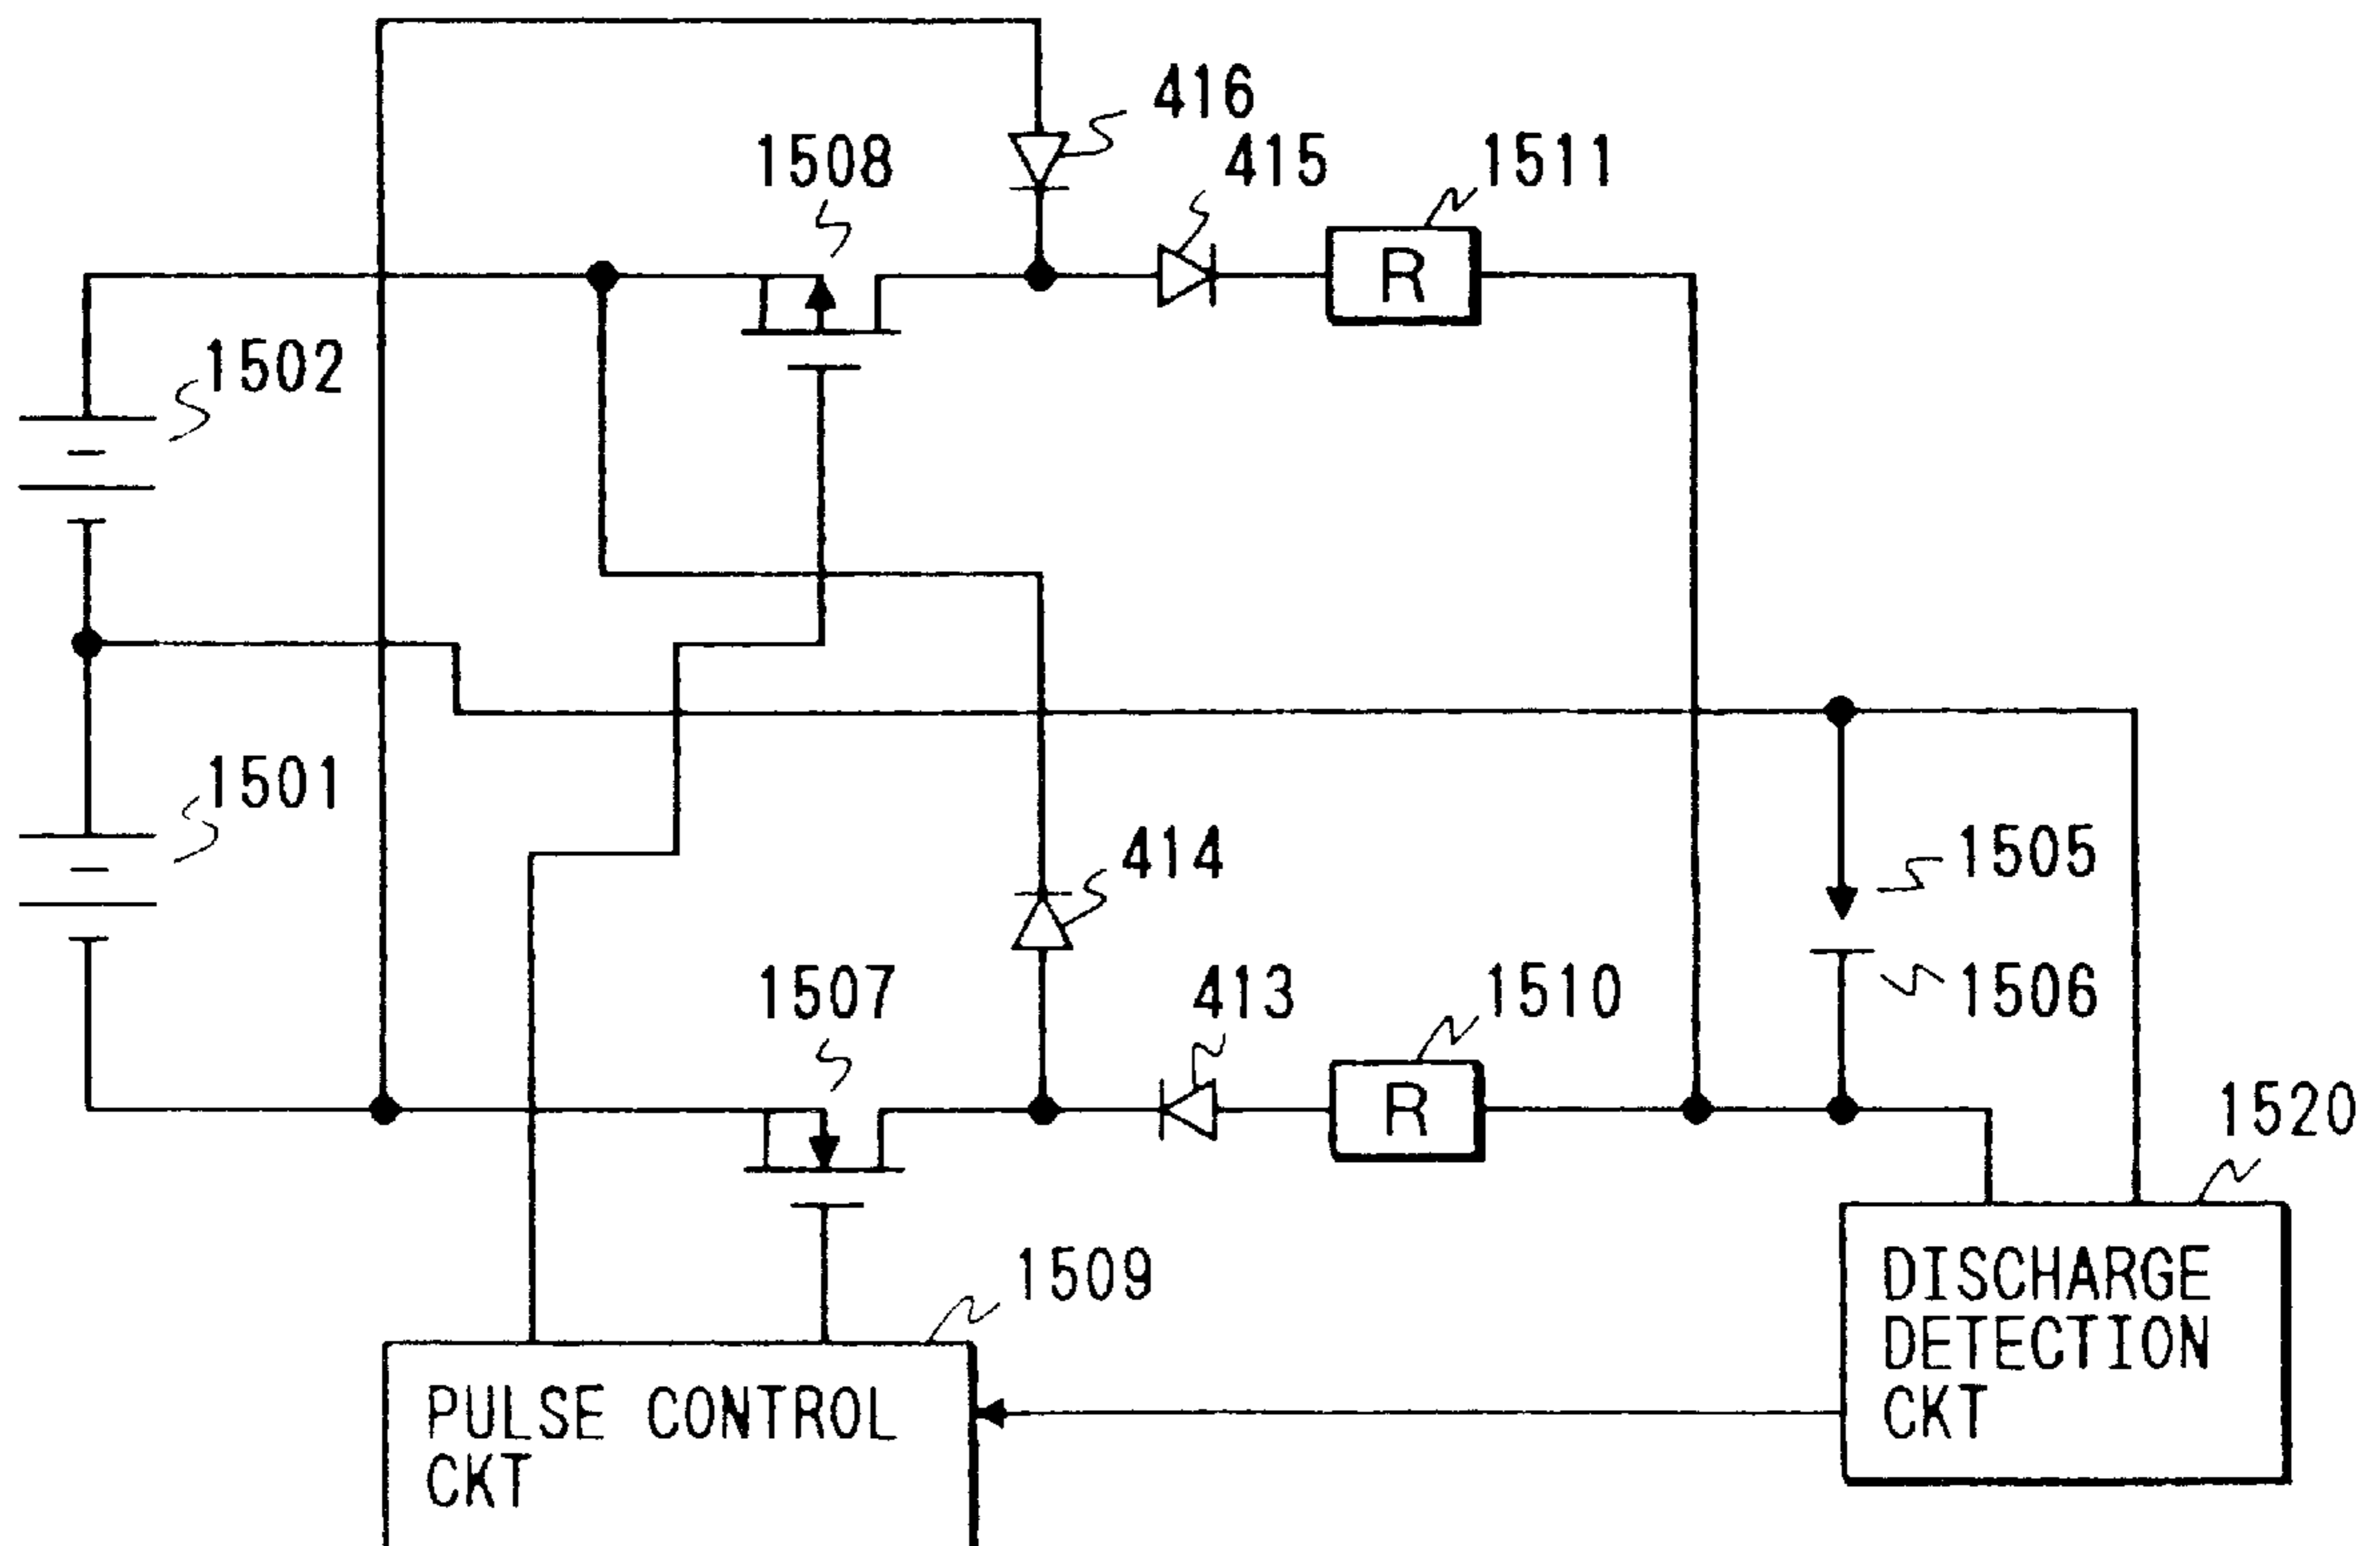 416
1508
415
1511
R
1502
1501
414
1505
1507
413
1510
1506
R
1520
1509
DISCHARGE
DETECTION
CKT
PULSE CONTROL
CKT